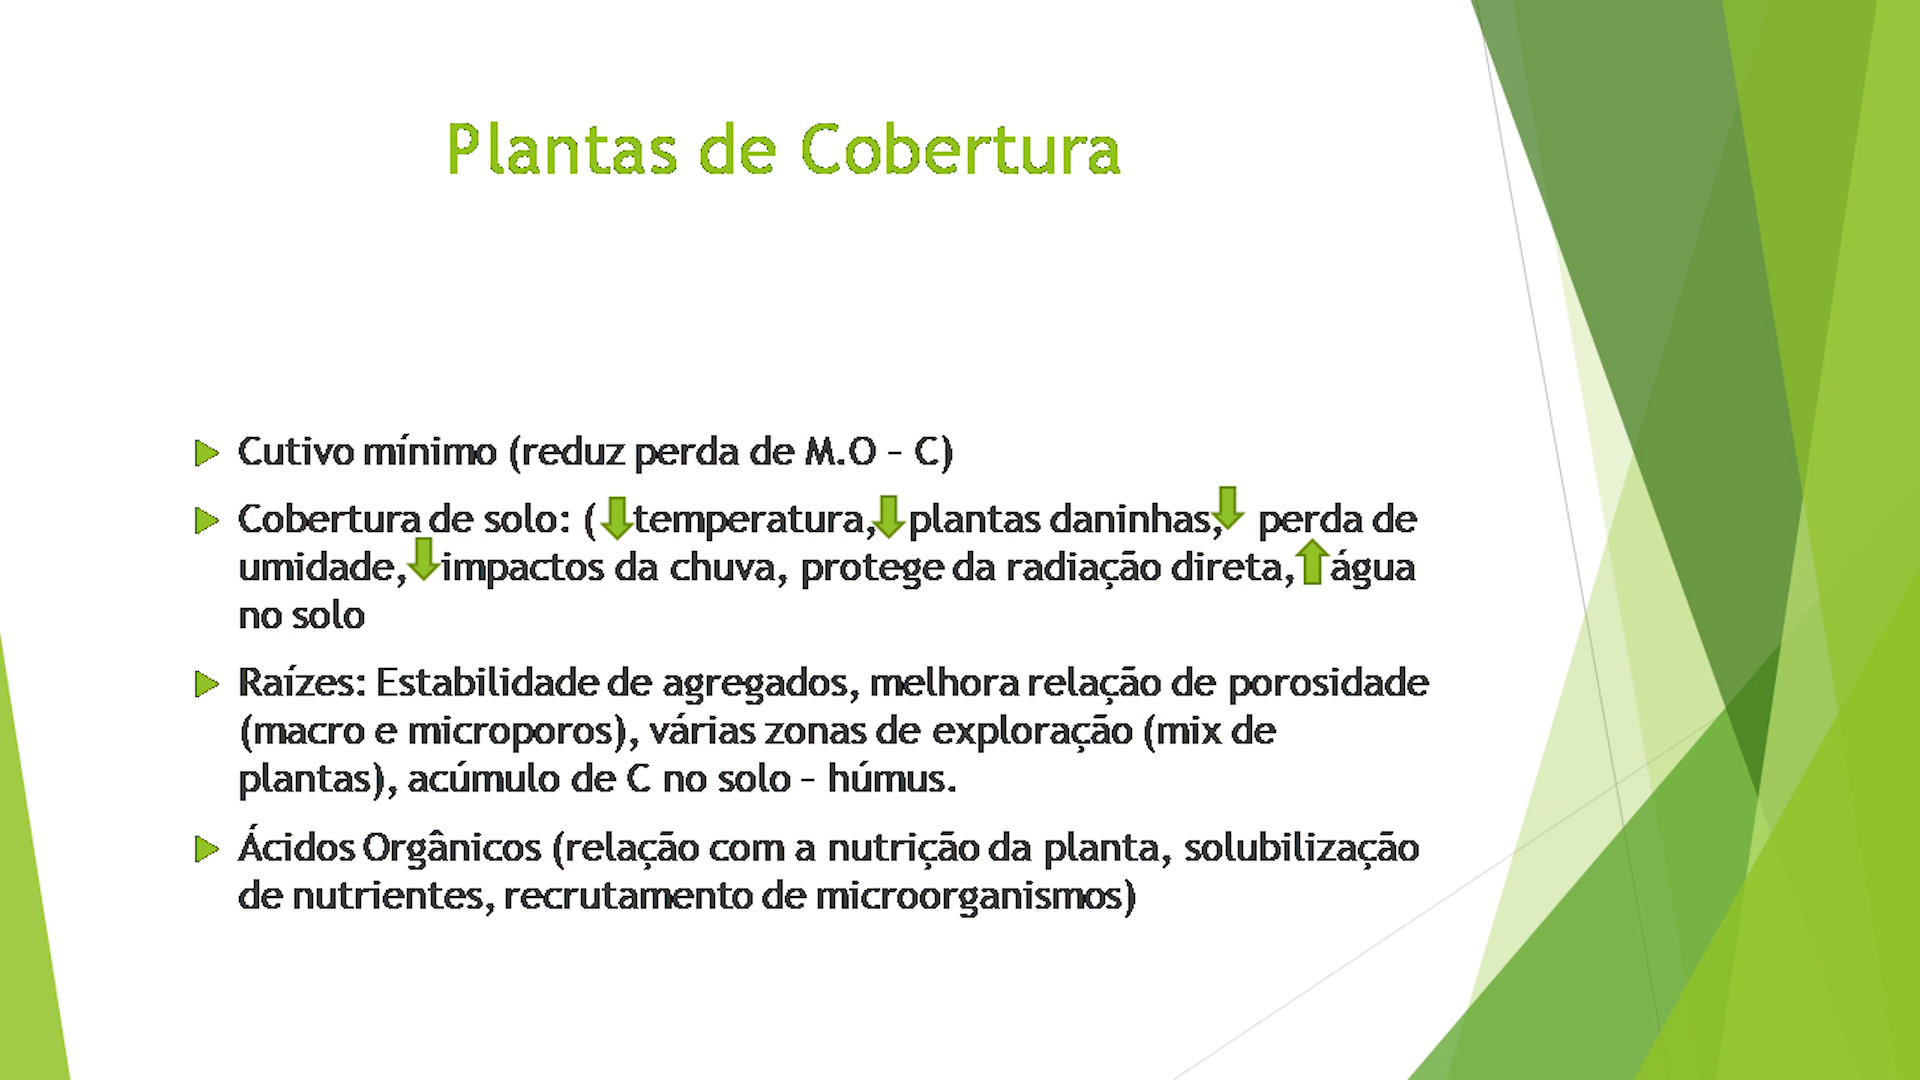 Plantas de Cobertura
Cutivo mínimo (reduz perda de M.O – C)
Cobertura de solo: (⬇temperatura,⬇plantas daninhas,⬇ perda de
umidade,⬇impactos da chuva, protege da radiação direta,⬆água
no solo
Raízes: Estabilidade de agregados, melhora relação de porosidade
(macro e microporos), várias zonas de exploração (mix de
plantas), acúmulo de C no solo – húmus.
Ácidos Orgânicos (relação com a nutrição da planta, solubilização
de nutrientes, recrutamento de microorganismos)